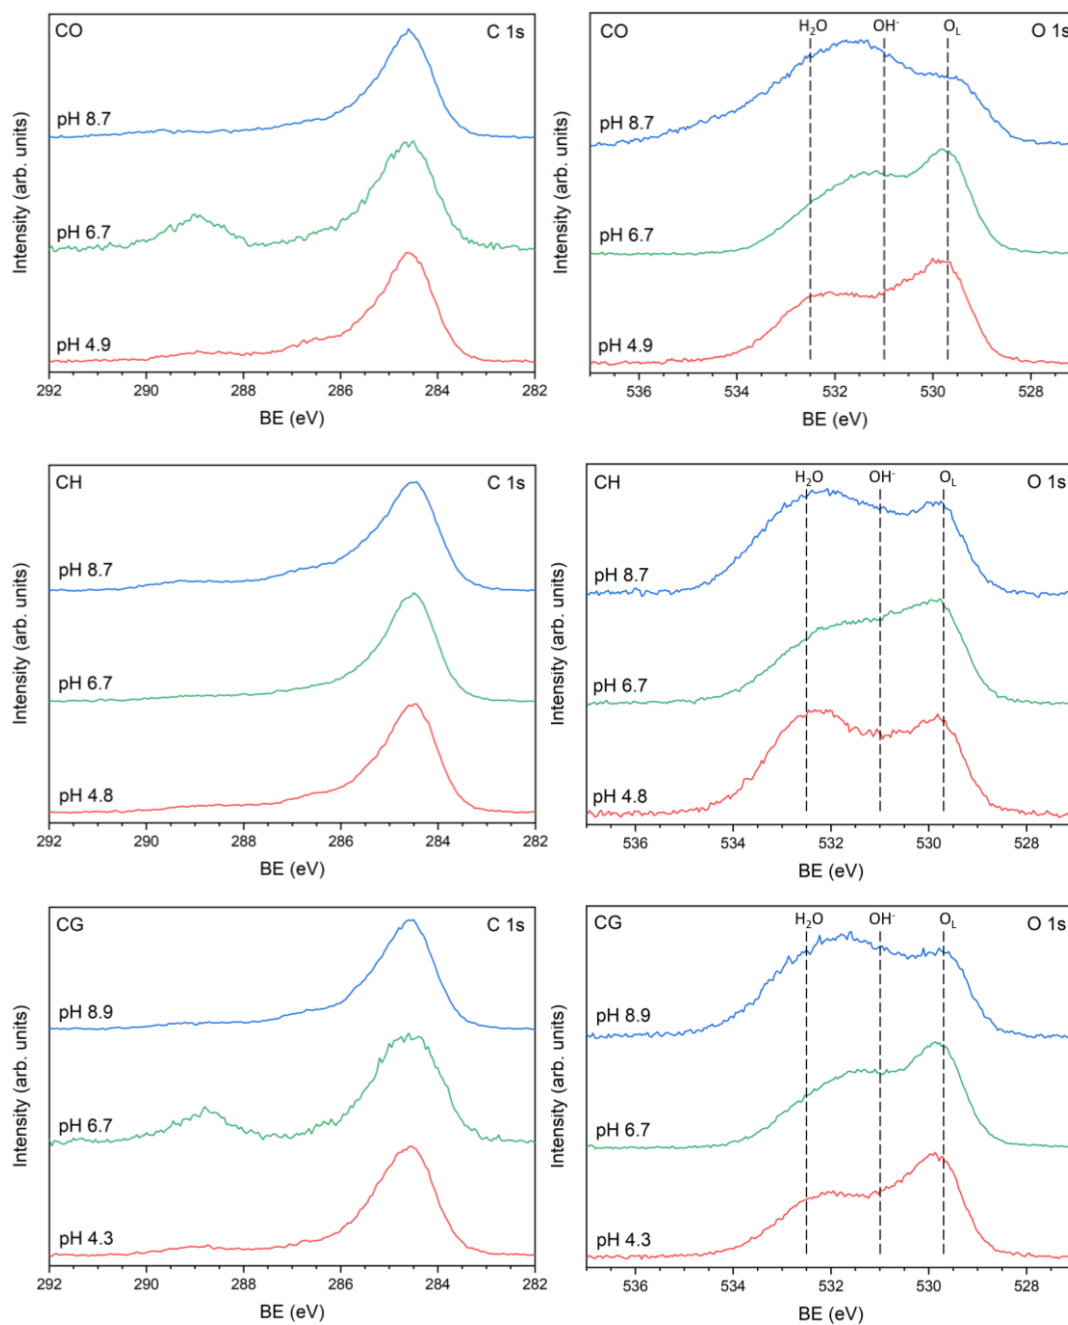 CO
C 1s
pH 8.7
pH 6.7
pH 4.9
Intensity (arb. units)
292 290 288 286 284 282
BE (eV)
CO
H₂O
OH⁻
O_L
O 1s
pH 8.7
pH 6.7
pH 4.9
Intensity (arb. units)
536 534 532 530 528
BE (eV)
CH
C 1s
pH 8.7
pH 6.7
pH 4.8
Intensity (arb. units)
292 290 288 286 284 282
BE (eV)
CH
H₂O
OH⁻
O_L
O 1s
pH 8.7
pH 6.7
pH 4.8
Intensity (arb. units)
536 534 532 530 528
BE (eV)
CG
C 1s
pH 8.9
pH 6.7
pH 4.3
Intensity (arb. units)
292 290 288 286 284 282
BE (eV)
CG
H₂O
OH⁻
O_L
O 1s
pH 8.9
pH 6.7
pH 4.3
Intensity (arb. units)
536 534 532 530 528
BE (eV)